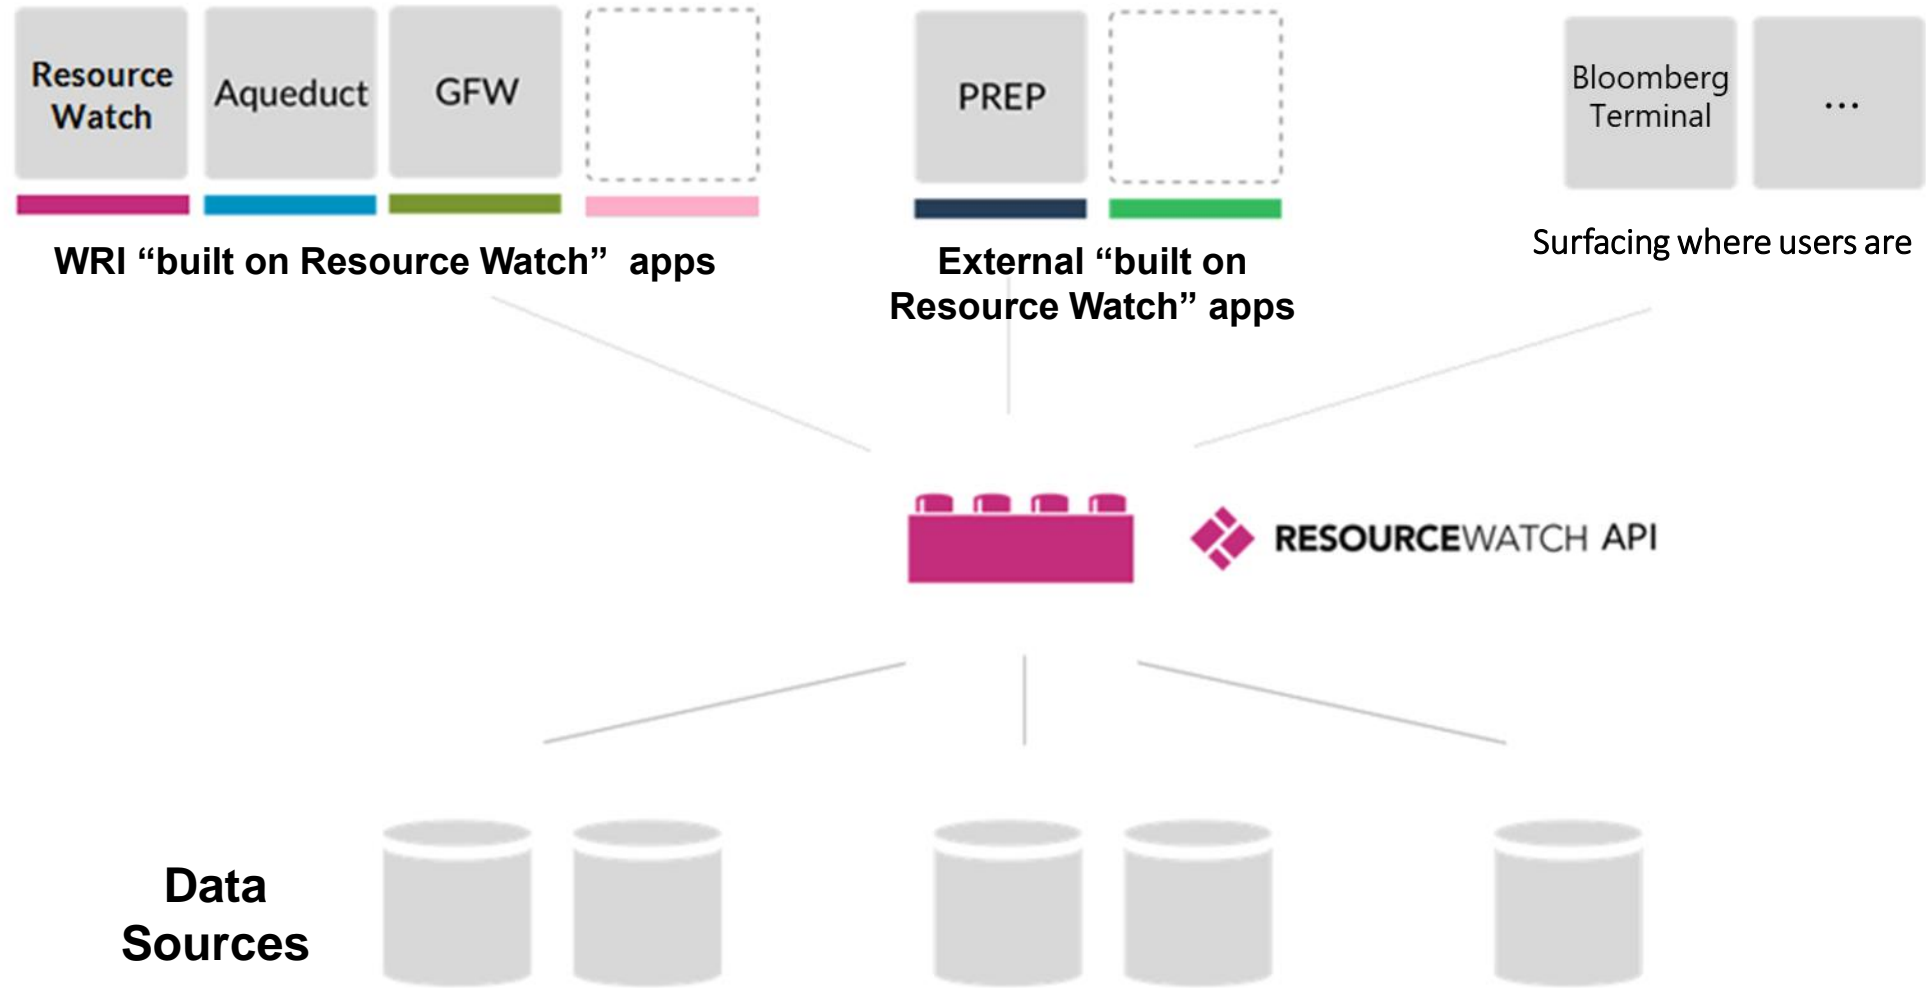 Resource
Watch
Aqueduct
GFW
PREP
Bloomberg
Terminal
...
WRI “built on Resource Watch” apps
External “built on
Resource Watch” apps
Surfacing where users are
RESOURCEWATCH API
Data
Sources